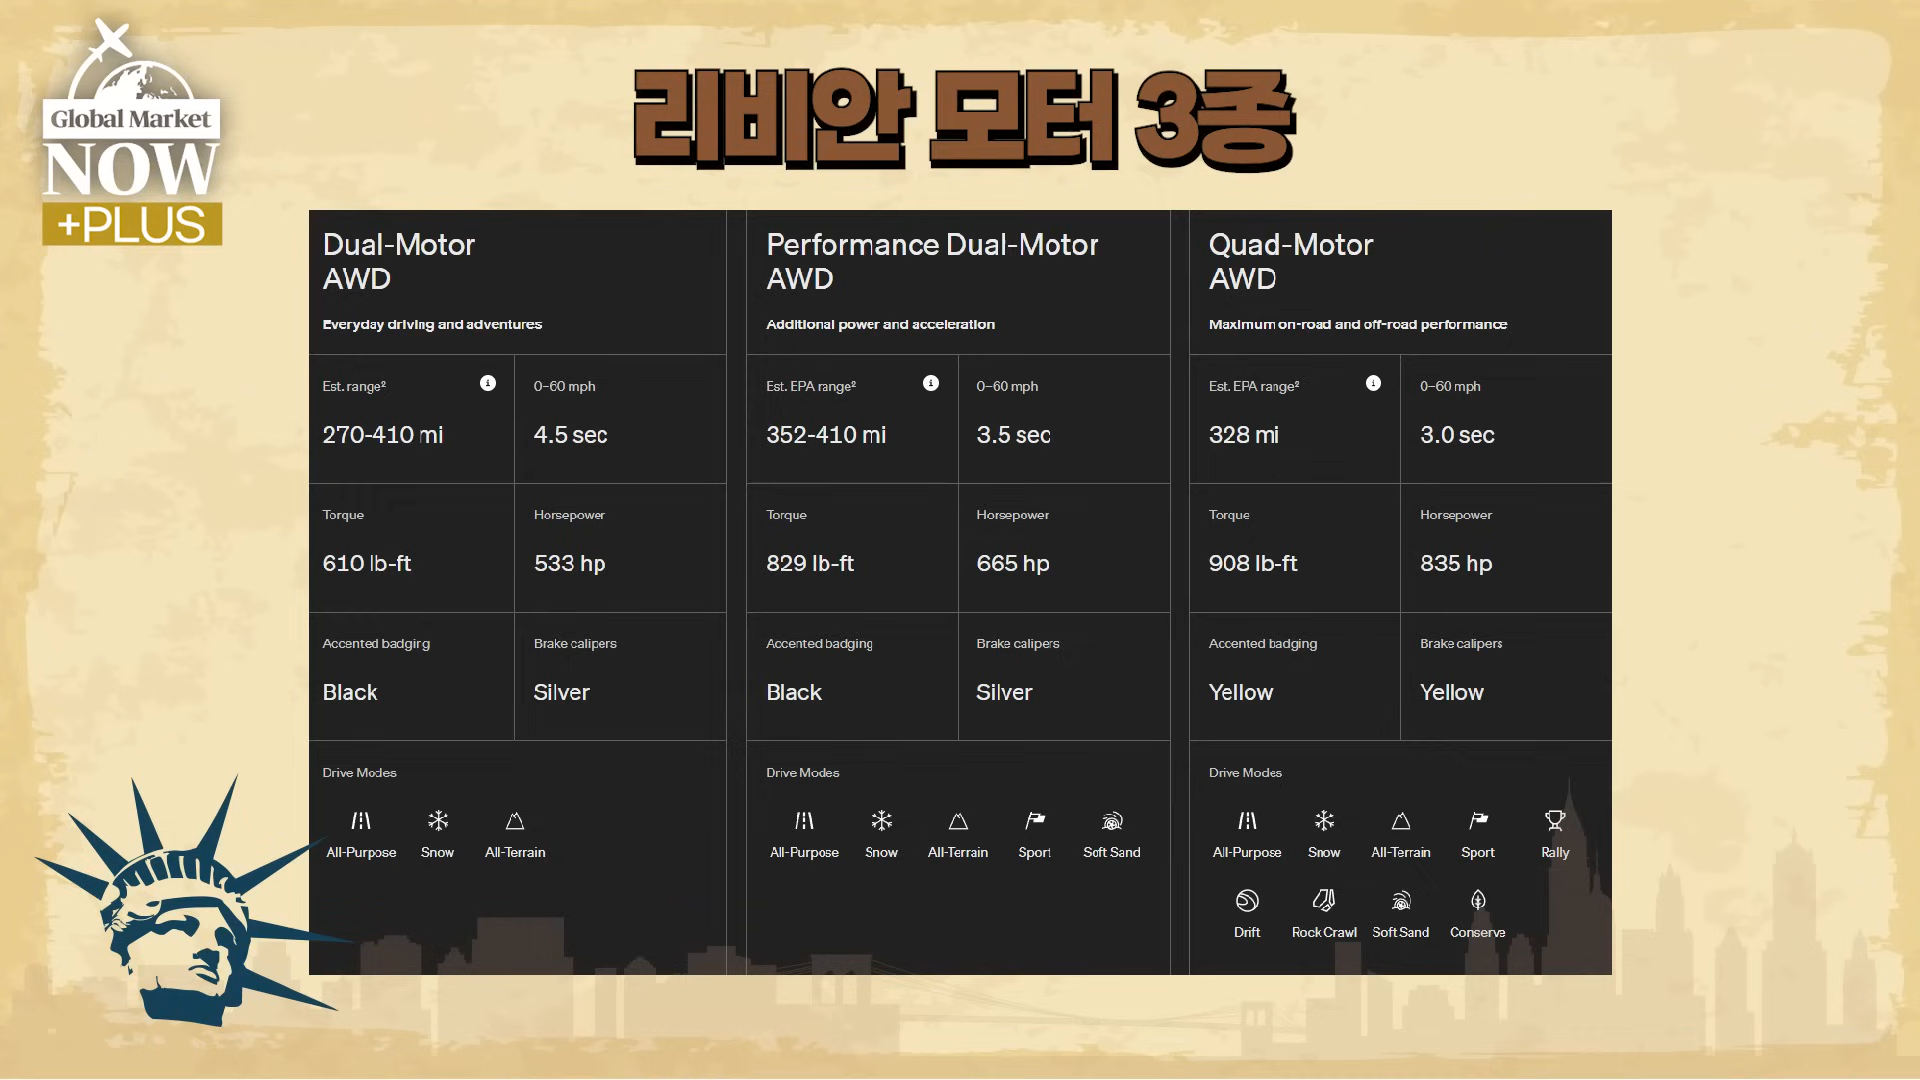 Global Market
NOW
+PLUS
리비안 모터 3종
Dual-Motor
AWD
Everyday driving and adventures
Est. range²
270-410 mi
0-60 mph
4.5 sec
Torque
610 lb-ft
Horsepower
533 hp
Accented badging
Black
Brake calipers
Silver
Drive Modes
All-Purpose Snow All-Terrain
Performance Dual-Motor
AWD
Additional power and acceleration
Est. EPA range²
352-410 mi
0-60 mph
3.5 sec
Torque
829 lb-ft
Horsepower
665 hp
Accented badging
Black
Brake calipers
Silver
Drive Modes
All-Purpose Snow All-Terrain Sport Soft Sand
Quad-Motor
AWD
Maximum on-road and off-road performance
Est. EPA range²
328 mi
0-60 mph
3.0 sec
Torque
908 lb-ft
Horsepower
835 hp
Accented badging
Yellow
Brake calipers
Yellow
Drive Modes
All-Purpose Snow All-Terrain Sport Rally
Drift Rock Crawl Soft Sand Conserve